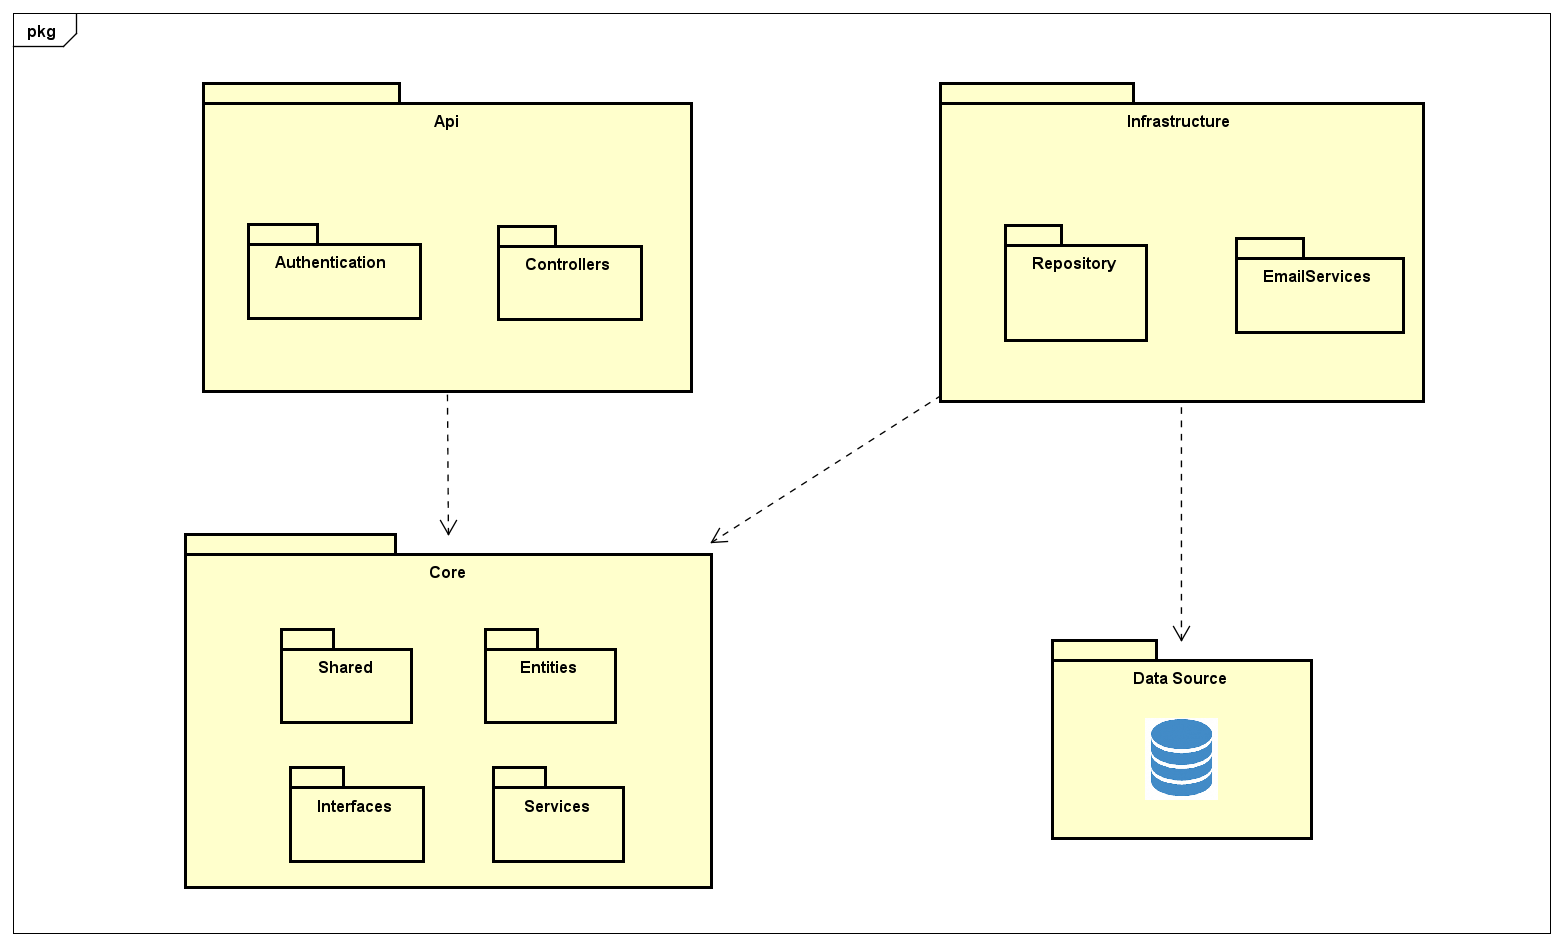 pkg
Api
Authentication
Controllers
Infrastructure
Repository
EmailServices
Core
Shared
Entities
Interfaces
Services
Data Source